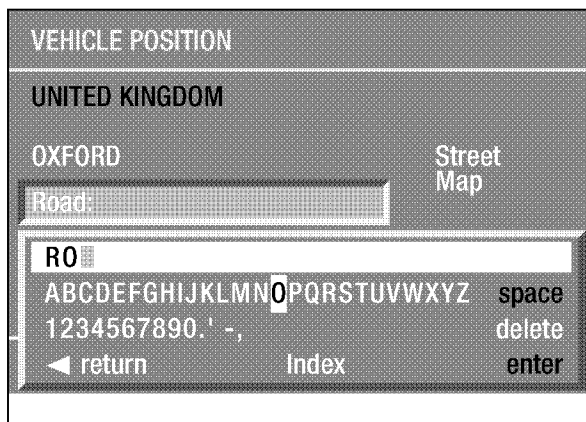 VEHICLE POSITION
UNITED KINGDOM
OXFORD
Street
Map
Road:
RO
ABCDEFGHIJKLMNOPQRSTUVWXYZ space
1234567890.' -, delete
◄ return Index enter